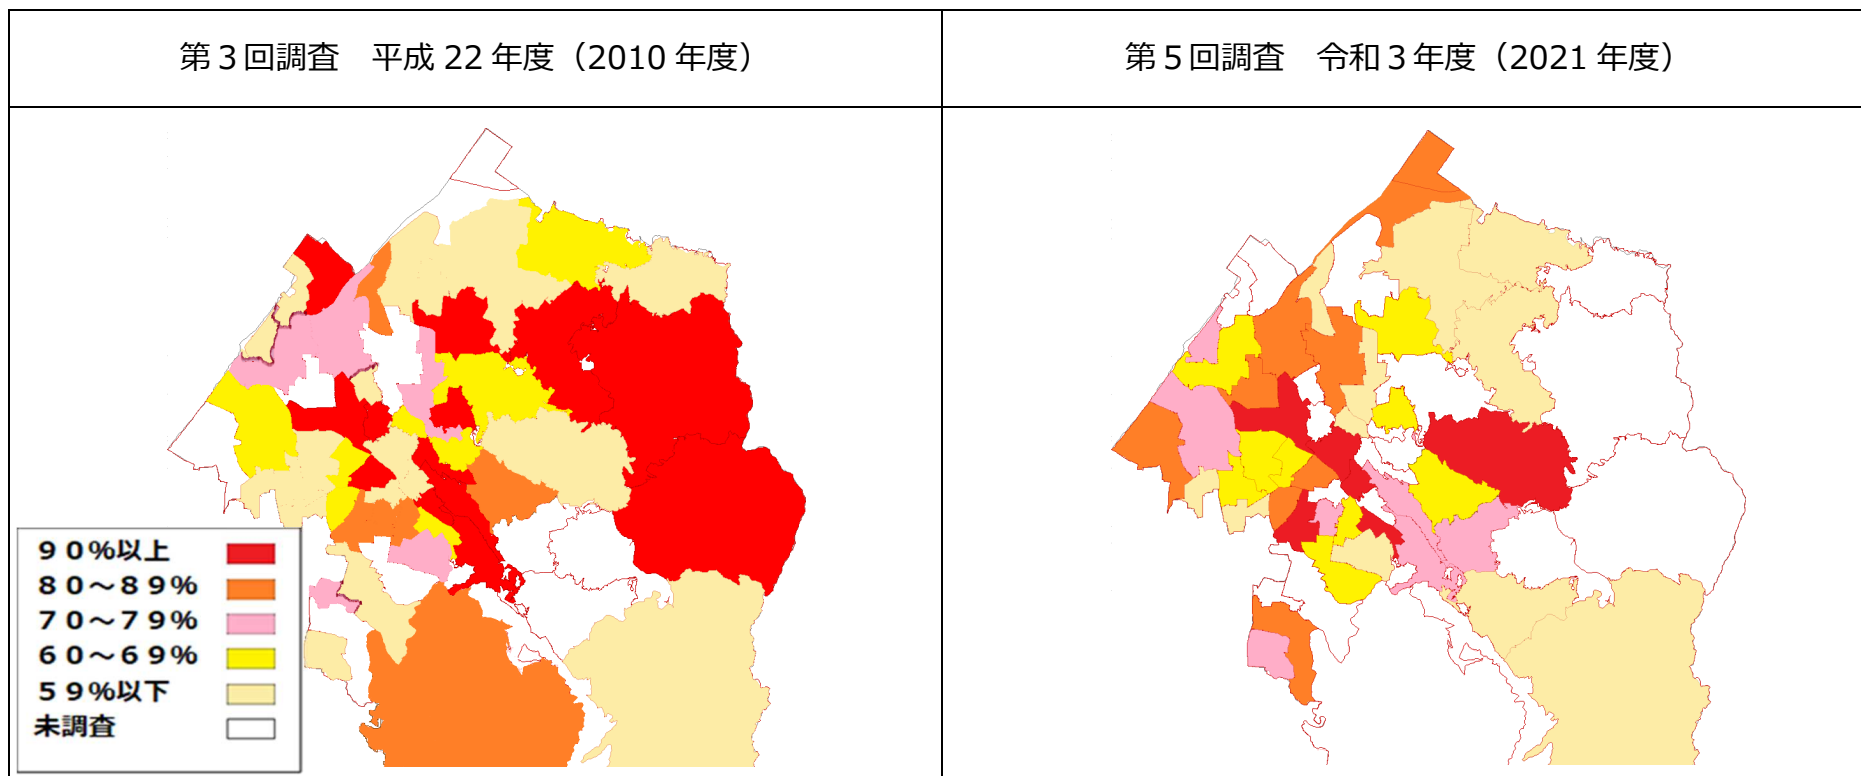 第３回調査　平成 22 年度（2010 年度）
第５回調査　令和３年度（2021 年度）
９０％以上
８０～８９％
７０～７９％
６０～６９％
５９％以下
未調査